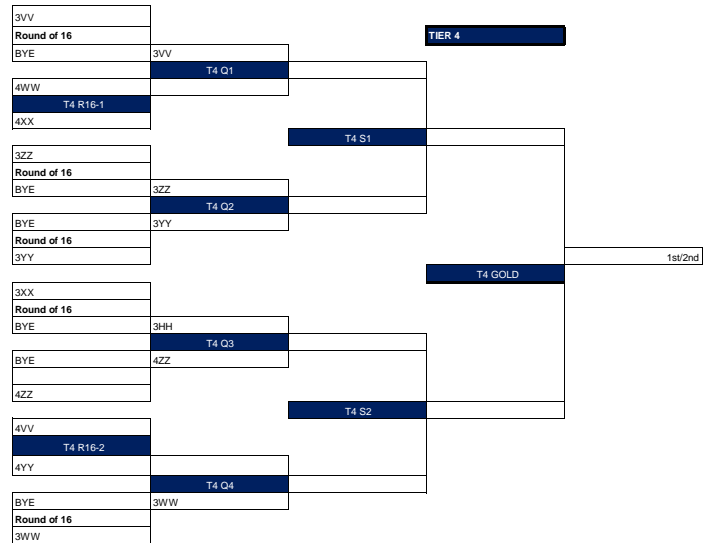 3VV
Round of 16
TIER 4
BYE
3VV
T4 Q1
4WW
T4 R16-1
4XX
T4 S1
3ZZ
Round of 16
BYE
3ZZ
T4 Q2
BYE
3YY
Round of 16
3YY
1st/2nd
T4 GOLD
3XX
Round of 16
BYE
3HH
T4 Q3
BYE
4ZZ
4ZZ
T4 S2
4VV
T4 R16-2
4YY
T4 Q4
BYE
3WW
Round of 16
3WW